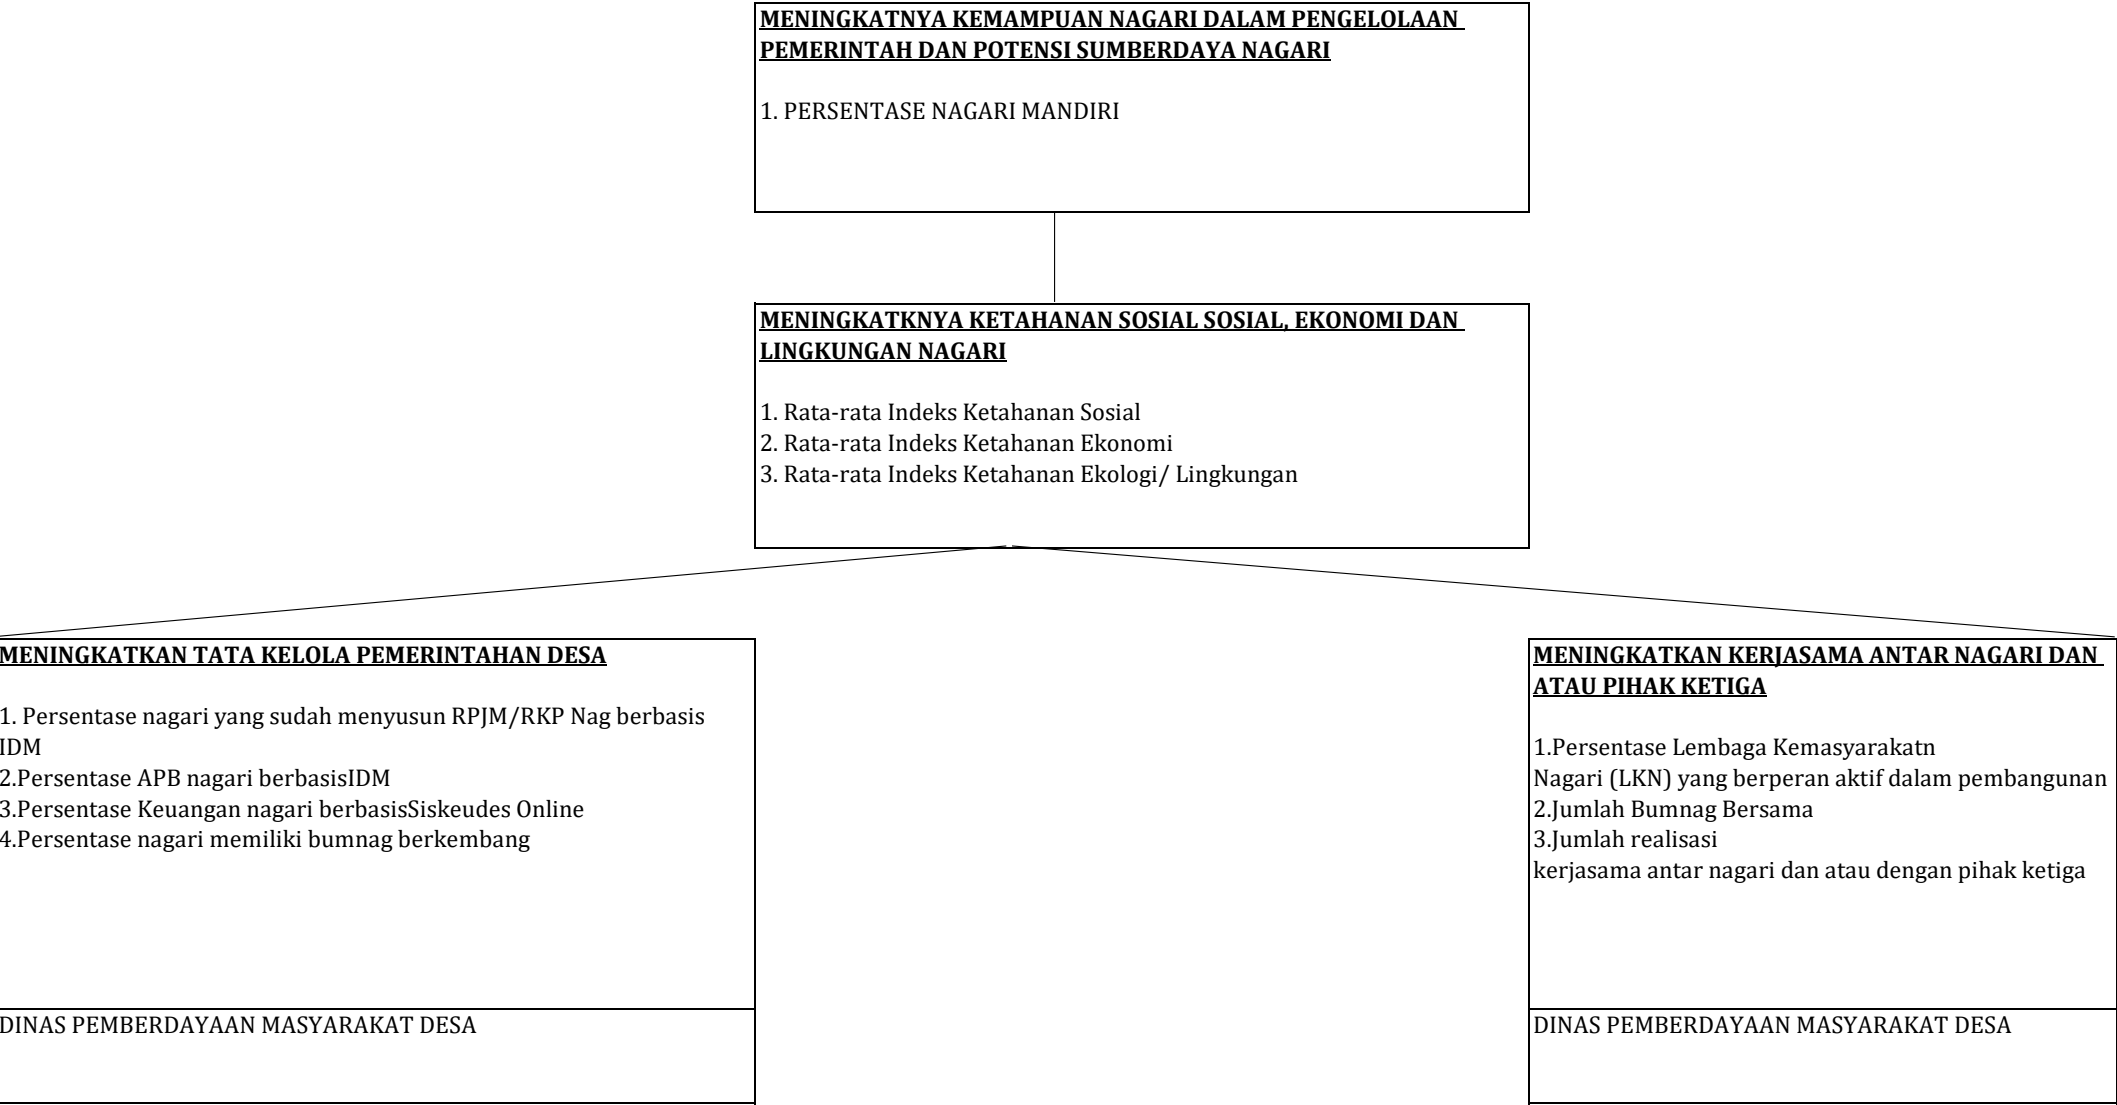 MENINGKATNYA KEMAMPUAN NAGARI DALAM PENGELOLAAN
PEMERINTAH DAN POTENSI SUMBERDAYA NAGARI
1. PERSENTASE NAGARI MANDIRI
MENINGKATKNYA KETAHANAN SOSIAL SOSIAL, EKONOMI DAN
LINGKUNGAN NAGARI
1. Rata-rata Indeks Ketahanan Sosial
2. Rata-rata Indeks Ketahanan Ekonomi
3. Rata-rata Indeks Ketahanan Ekologi/ Lingkungan
MENINGKATKAN TATA KELOLA PEMERINTAHAN DESA
1. Persentase nagari yang sudah menyusun RPJM/RKP Nag berbasis
IDM
2.Persentase APB nagari berbasisIDM
3.Persentase Keuangan nagari berbasisSiskeudes Online
4.Persentase nagari memiliki bumnag berkembang
DINAS PEMBERDAYAAN MASYARAKAT DESA
MENINGKATKAN KERJASAMA ANTAR NAGARI DAN
ATAU PIHAK KETIGA
1.Persentase Lembaga Kemasyarakatn
Nagari (LKN) yang berperan aktif dalam pembangunan
2.Jumlah Bumnag Bersama
3.Jumlah realisasi
kerjasama antar nagari dan atau dengan pihak ketiga
DINAS PEMBERDAYAAN MASYARAKAT DESA